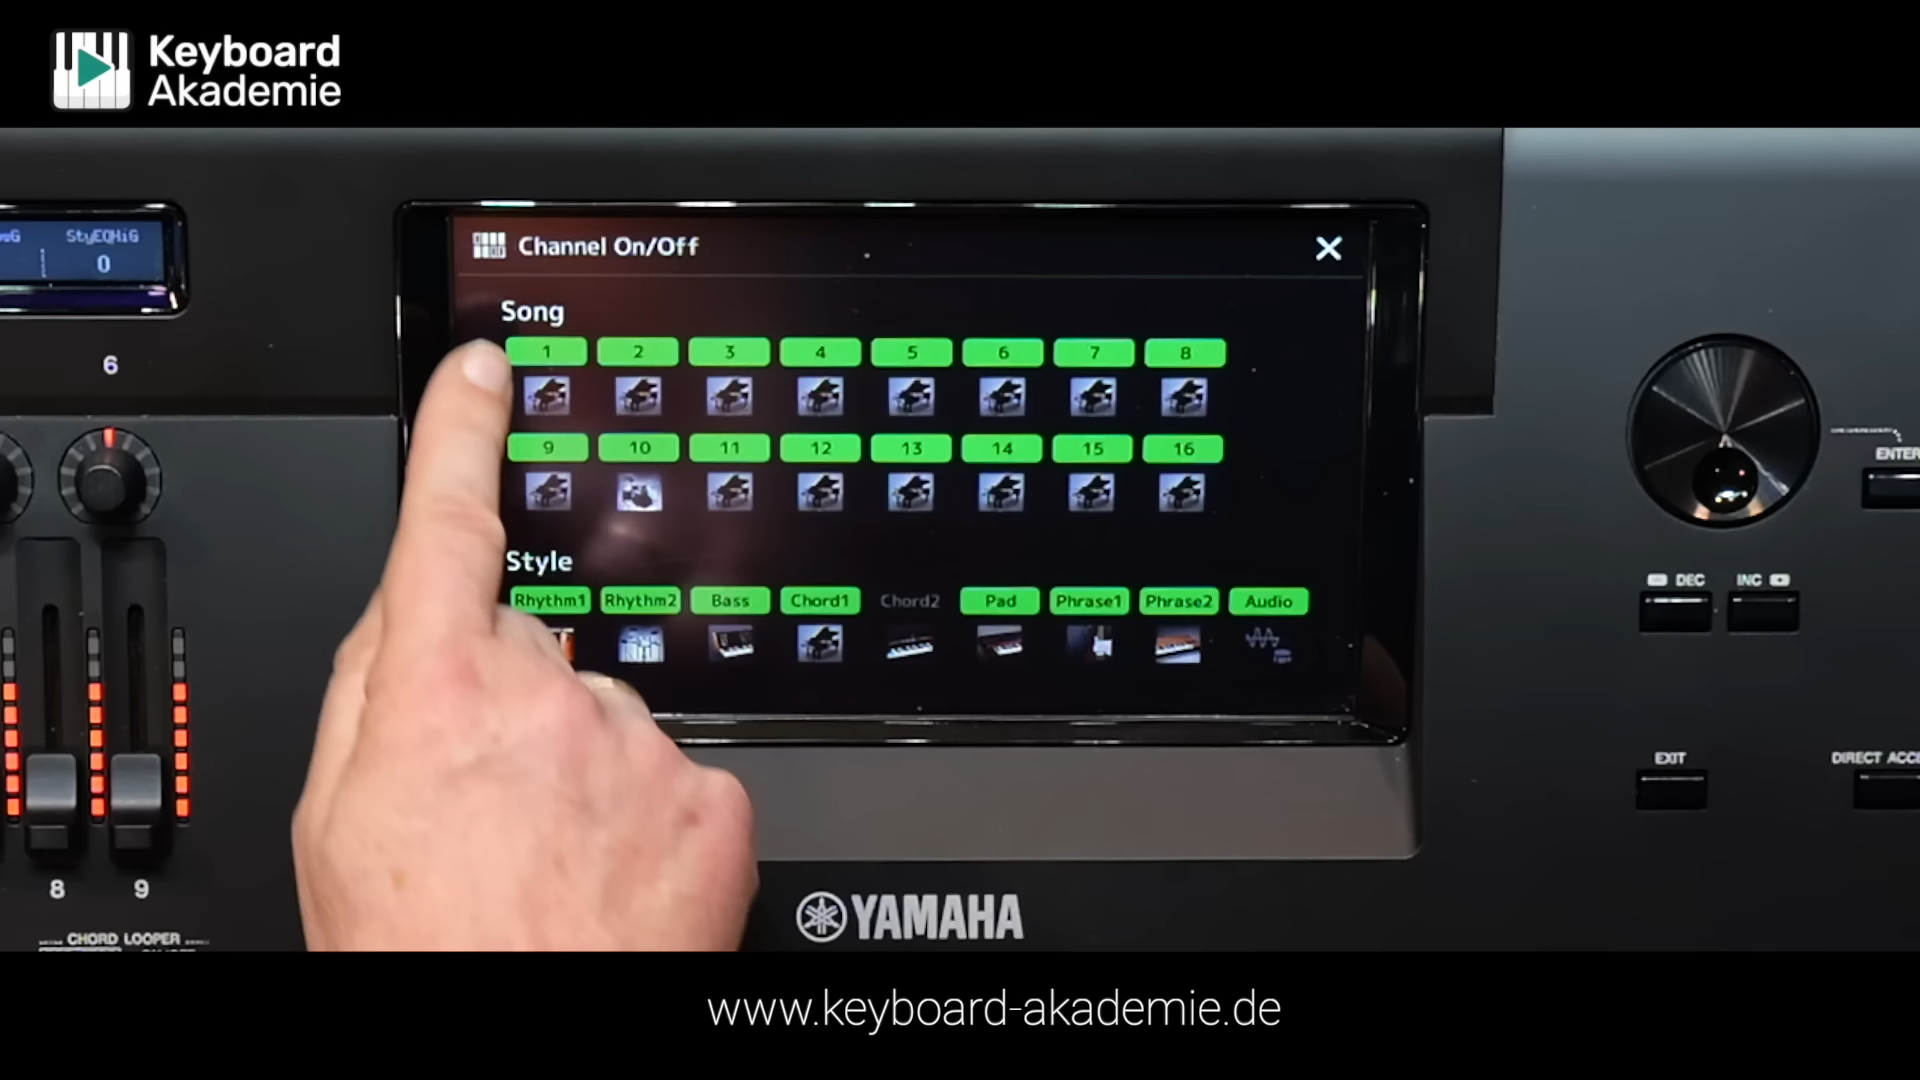 Keyboard
Akademie
StyEQHiG
0
6
Channel On/Off
Song
1 2 3 4 5 6 7 8
9 10 11 12 13 14 15 16
Style
Rhythm1 Rhythm2 Bass Chord1 Chord2 Pad Phrase1 Phrase2 Audio
ENTER
DEC INC
EXIT
DIRECT ACCE
8 9
CHORD LOOPER
YAMAHA
www.keyboard-akademie.de